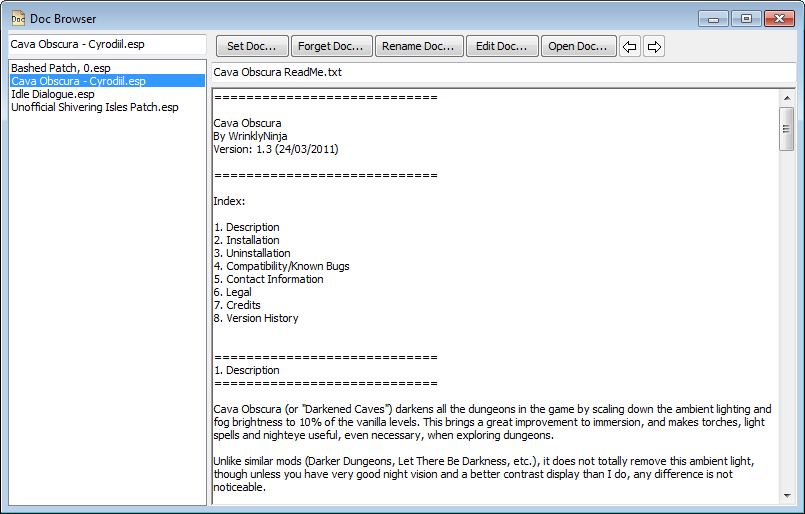 Doc Browser
Cava Obscura - Cyrodiil.esp
Set Doc... Forget Doc... Rename Doc... Edit Doc... Open Doc...
Bashed Patch, 0.esp
Cava Obscura - Cyrodiil.esp
Idle Dialogue.esp
Unofficial Shivering Isles Patch.esp
Cava Obscura ReadMe.txt
============================
Cava Obscura
By WrinklyNinja
Version: 1.3 (24/03/2011)
============================
Index:
1. Description
2. Installation
3. Uninstallation
4. Compatibility/Known Bugs
5. Contact Information
6. Legal
7. Credits
8. Version History
============================
1. Description
============================
Cava Obscura (or "Darkened Caves") darkens all the dungeons in the game by scaling down the ambient lighting and
fog brightness to 10% of the vanilla levels. This brings a great improvement to immersion, and makes torches, light
spells and nighteye useful, even necessary, when exploring dungeons.
Unlike similar mods (Darker Dungeons, Let There Be Darkness, etc.), it does not totally remove this ambient light,
though unless you have very good night vision and a better contrast display than I do, any difference is not
noticeable.